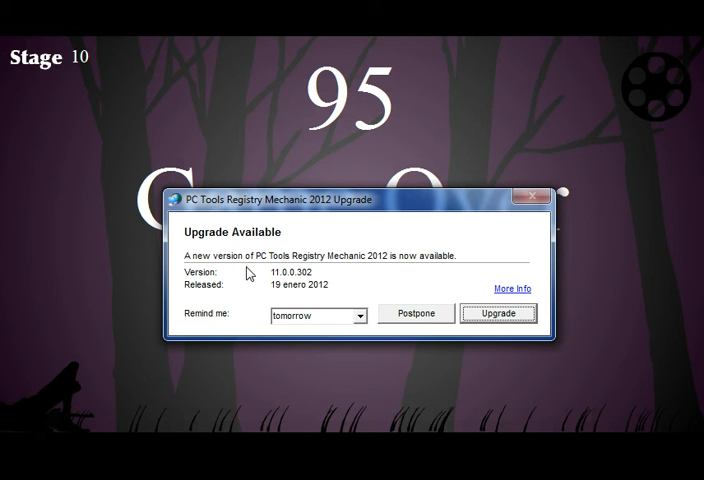 Stage 10
95
PC Tools Registry Mechanic 2012 Upgrade
Upgrade Available
A new version of PC Tools Registry Mechanic 2012 is now available.
Version: 11.0.0.302
Released: 19 enero 2012
More Info
Remind me: tomorrow Postpone Upgrade